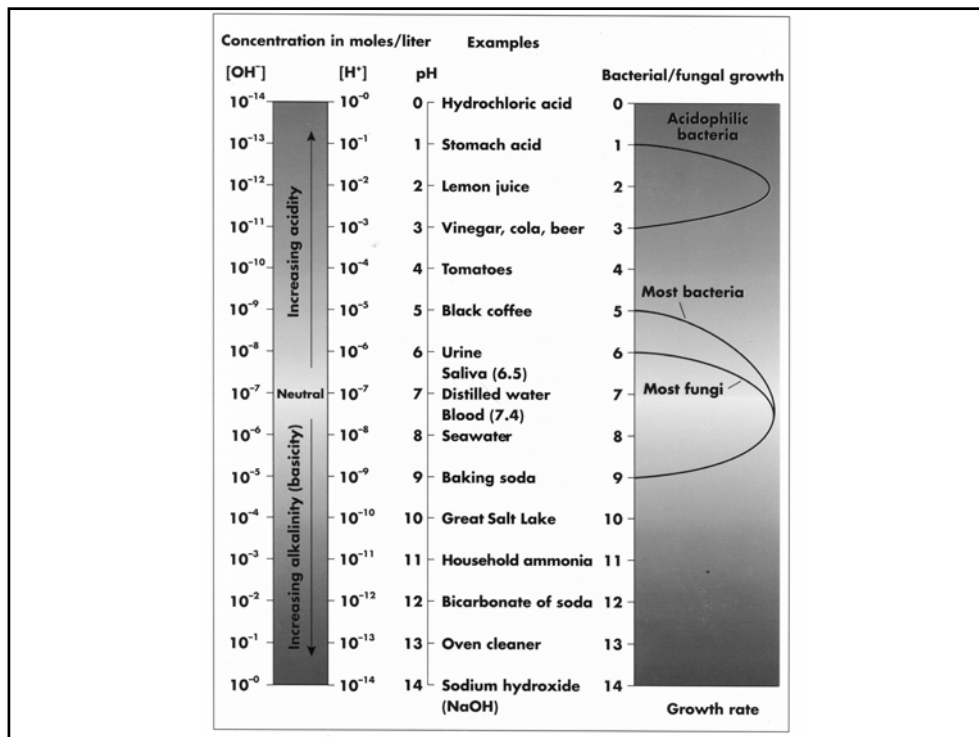 Concentration in moles/liter Examples
[OH⁻] [H⁺] pH Bacterial/fungal growth
10⁻¹⁴ 10⁻⁰ 0 Hydrochloric acid 0
Acidophilic
bacteria
10⁻¹³ 10⁻¹ 1 Stomach acid 1
10⁻¹² 10⁻² 2 Lemon juice 2
10⁻¹¹ 10⁻³ 3 Vinegar, cola, beer 3
Increasing acidity
10⁻¹⁰ 10⁻⁴ 4 Tomatoes 4
Most bacteria
10⁻⁹ 10⁻⁵ 5 Black coffee 5
10⁻⁸ 10⁻⁶ 6 Urine 6
Saliva (6.5)
Most fungi
10⁻⁷ Neutral 10⁻⁷ 7 Distilled water 7
Blood (7.4)
10⁻⁶ 10⁻⁸ 8 Seawater 8
10⁻⁵ 10⁻⁹ 9 Baking soda 9
10⁻⁴ 10⁻¹⁰ 10 Great Salt Lake 10
Increasing alkalinity (basicity)
10⁻³ 10⁻¹¹ 11 Household ammonia 11
10⁻² 10⁻¹² 12 Bicarbonate of soda 12
10⁻¹ 10⁻¹³ 13 Oven cleaner 13
10⁻⁰ 10⁻¹⁴ 14 Sodium hydroxide 14
(NaOH) Growth rate